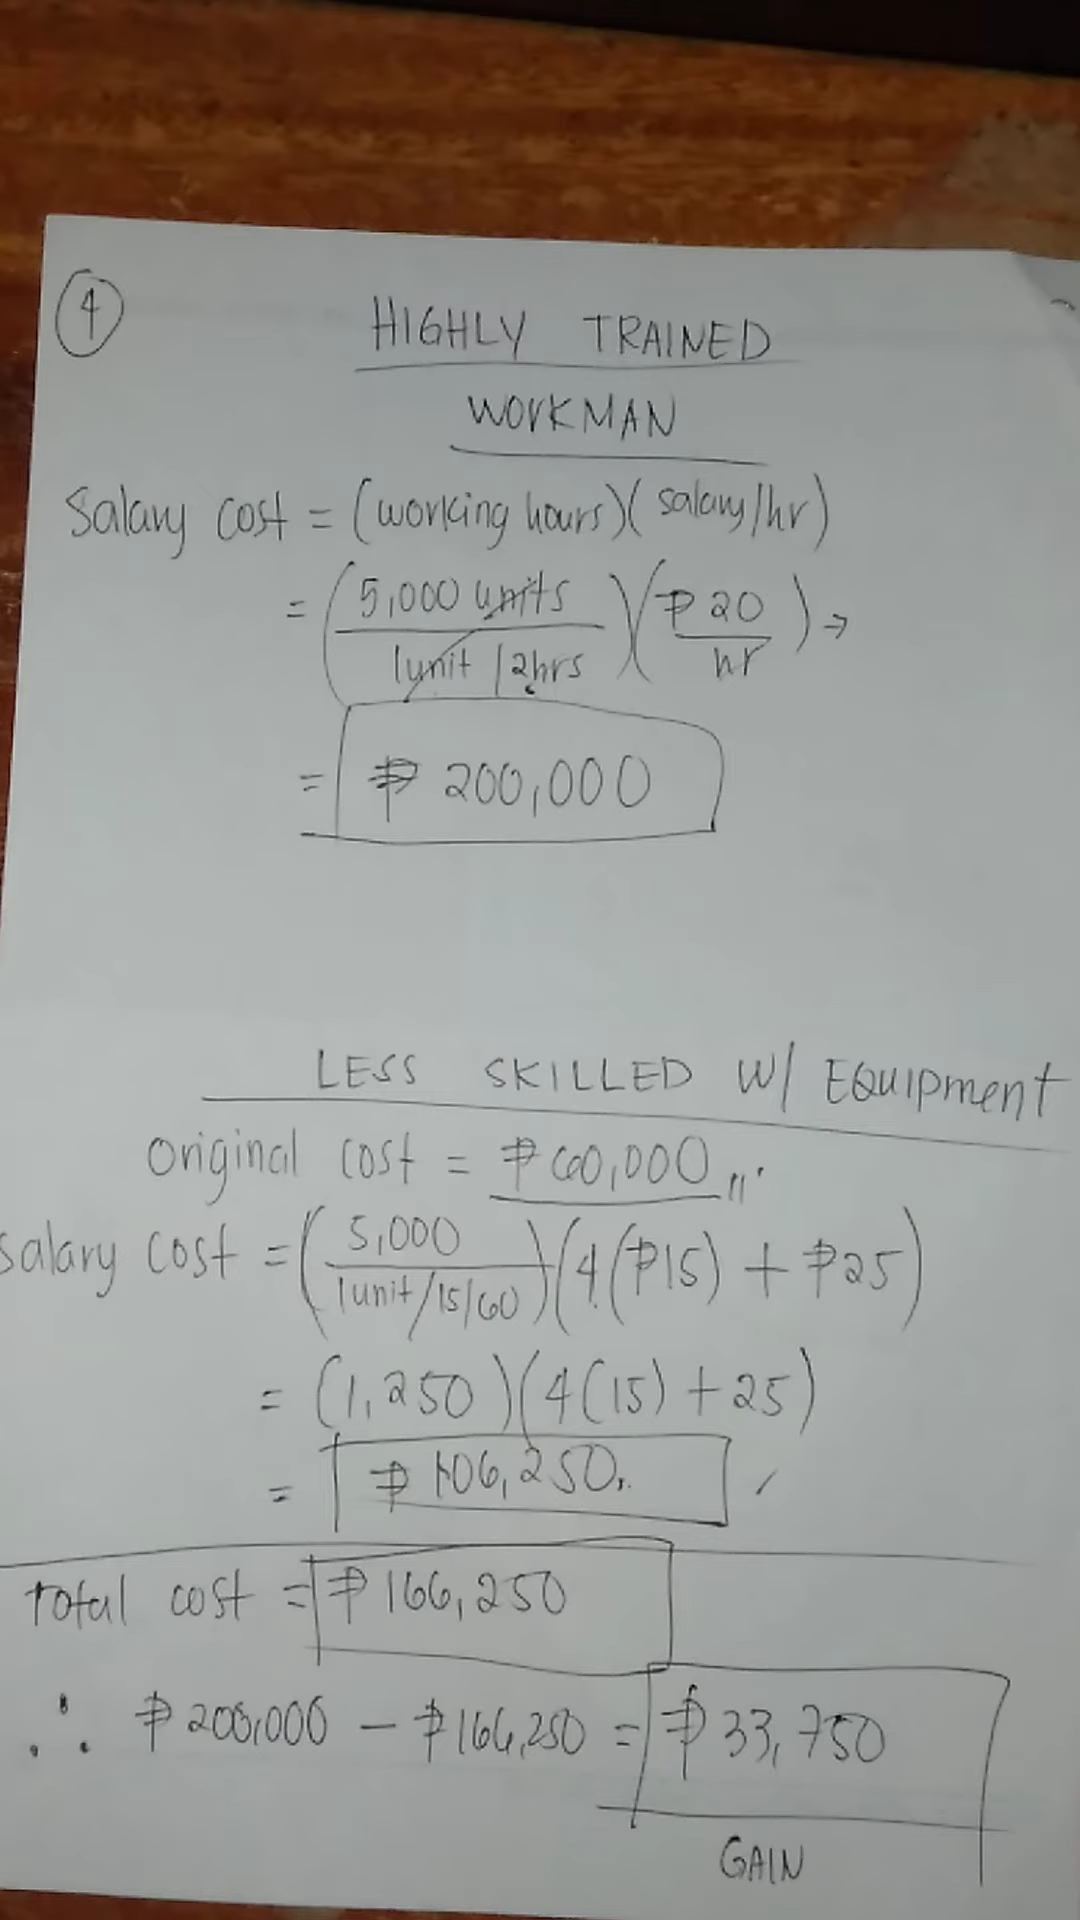 4
HIGHLY TRAINED
WORKMAN
Salary cost = (working hours)(salary/hr)
= (5,000 units / 1unit/2hrs)(₱20 / hr) →
= ₱ 200,000
LESS SKILLED W/ EQUIPMENT
Original cost = ₱60,000
Salary cost = (5,000 / 1unit/15/60)(4(₱15) + ₱25)
= (1,250)(4(15) + 25)
= ₱ 106,250
Total cost = ₱166,250
∴ ₱200,000 − ₱166,250 = ₱33,750
GAIN